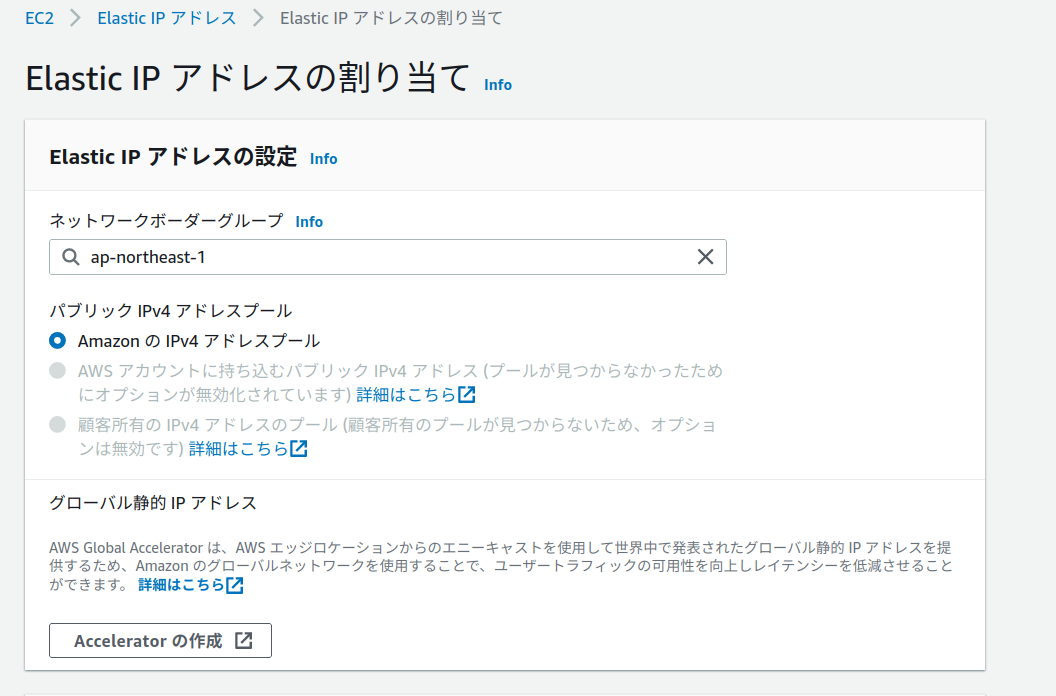 EC2 > Elastic IP アドレス > Elastic IP アドレスの割り当て
Elastic IP アドレスの割り当て Info
Elastic IP アドレスの設定 Info
ネットワークボーダーグループ Info
ap-northeast-1
パブリック IPv4 アドレスプール
Amazon の IPv4 アドレスプール
AWS アカウントに持ち込むパブリック IPv4 アドレス (プールが見つからなかったため
にオプションが無効化されています) 詳細はこちら
顧客所有の IPv4 アドレスのプール (顧客所有のプールが見つからないため、オプショ
ンは無効です) 詳細はこちら
グローバル静的 IP アドレス
AWS Global Accelerator は、AWS エッジロケーションからのエニーキャストを使用して世界中で発表されたグローバル静的 IP アドレスを提
供するため、Amazon のグローバルネットワークを使用することで、ユーザートラフィックの可用性を向上しレイテンシーを低減させること
ができます。 詳細はこちら
Accelerator の作成